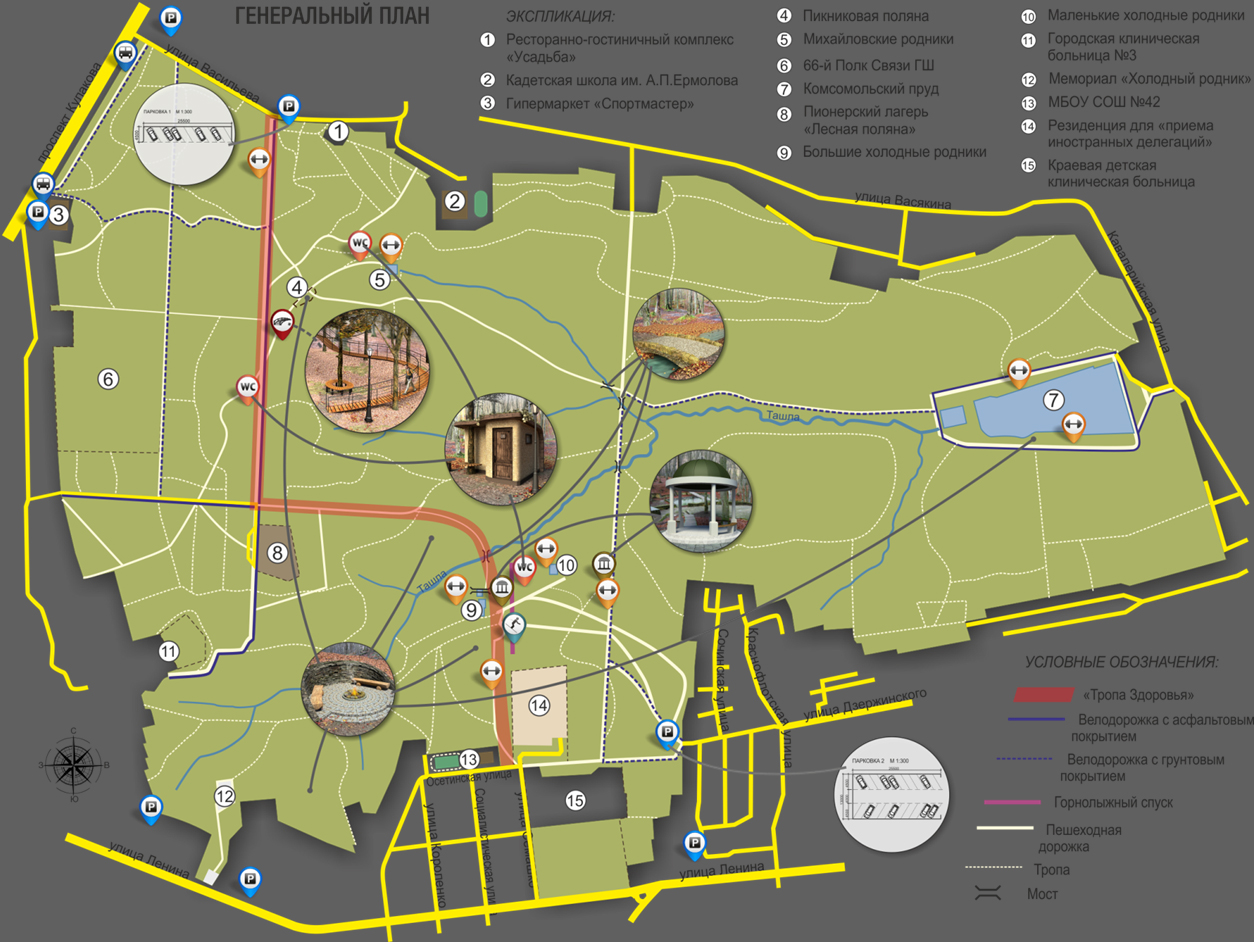 ГЕНЕРАЛЬНЫЙ ПЛАН
ЭКСПЛИКАЦИЯ:
1 Ресторанно-гостиничный комплекс
«Усадьба»
2 Кадетская школа им. А.П.Ермолова
3 Гипермаркет «Спортмастер»
4 Пикниковая поляна
5 Михайловские родники
6 66-й Полк Связи ГШ
7 Комсомольский пруд
8 Пионерский лагерь
«Лесная поляна»
9 Большие холодные родники
10 Маленькие холодные родники
11 Городская клиническая
больница №3
12 Мемориал «Холодный родник»
13 МБОУ СОШ №42
14 Резиденция для «приема
иностранных делегаций»
15 Краевая детская
клиническая больница
P
P
P
P
P
P
P
проспект Кулакова
улица Васильева
ПАРКОВКА 1 М 1:300
улица Васякина
Кавалерийская улица
1
2
3
4
5
6
7
8
9
10
11
12
13
14
15
WC
WC
WC
Ташла
Ташла
Сочинская улица
Краснофлотская улица
улица Дзержинского
ПАРКОВКА 2 М 1:300
Осетинская улица
улица Короленко
Социалистическая улица
улица Ленина
улица Ленина
С
З
В
Ю
УСЛОВНЫЕ ОБОЗНАЧЕНИЯ:
«Тропа Здоровья»
Велодорожка с асфальтовым
покрытием
Велодорожка с грунтовым
покрытием
Горнолыжный спуск
Пешеходная
дорожка
Тропа
Мост